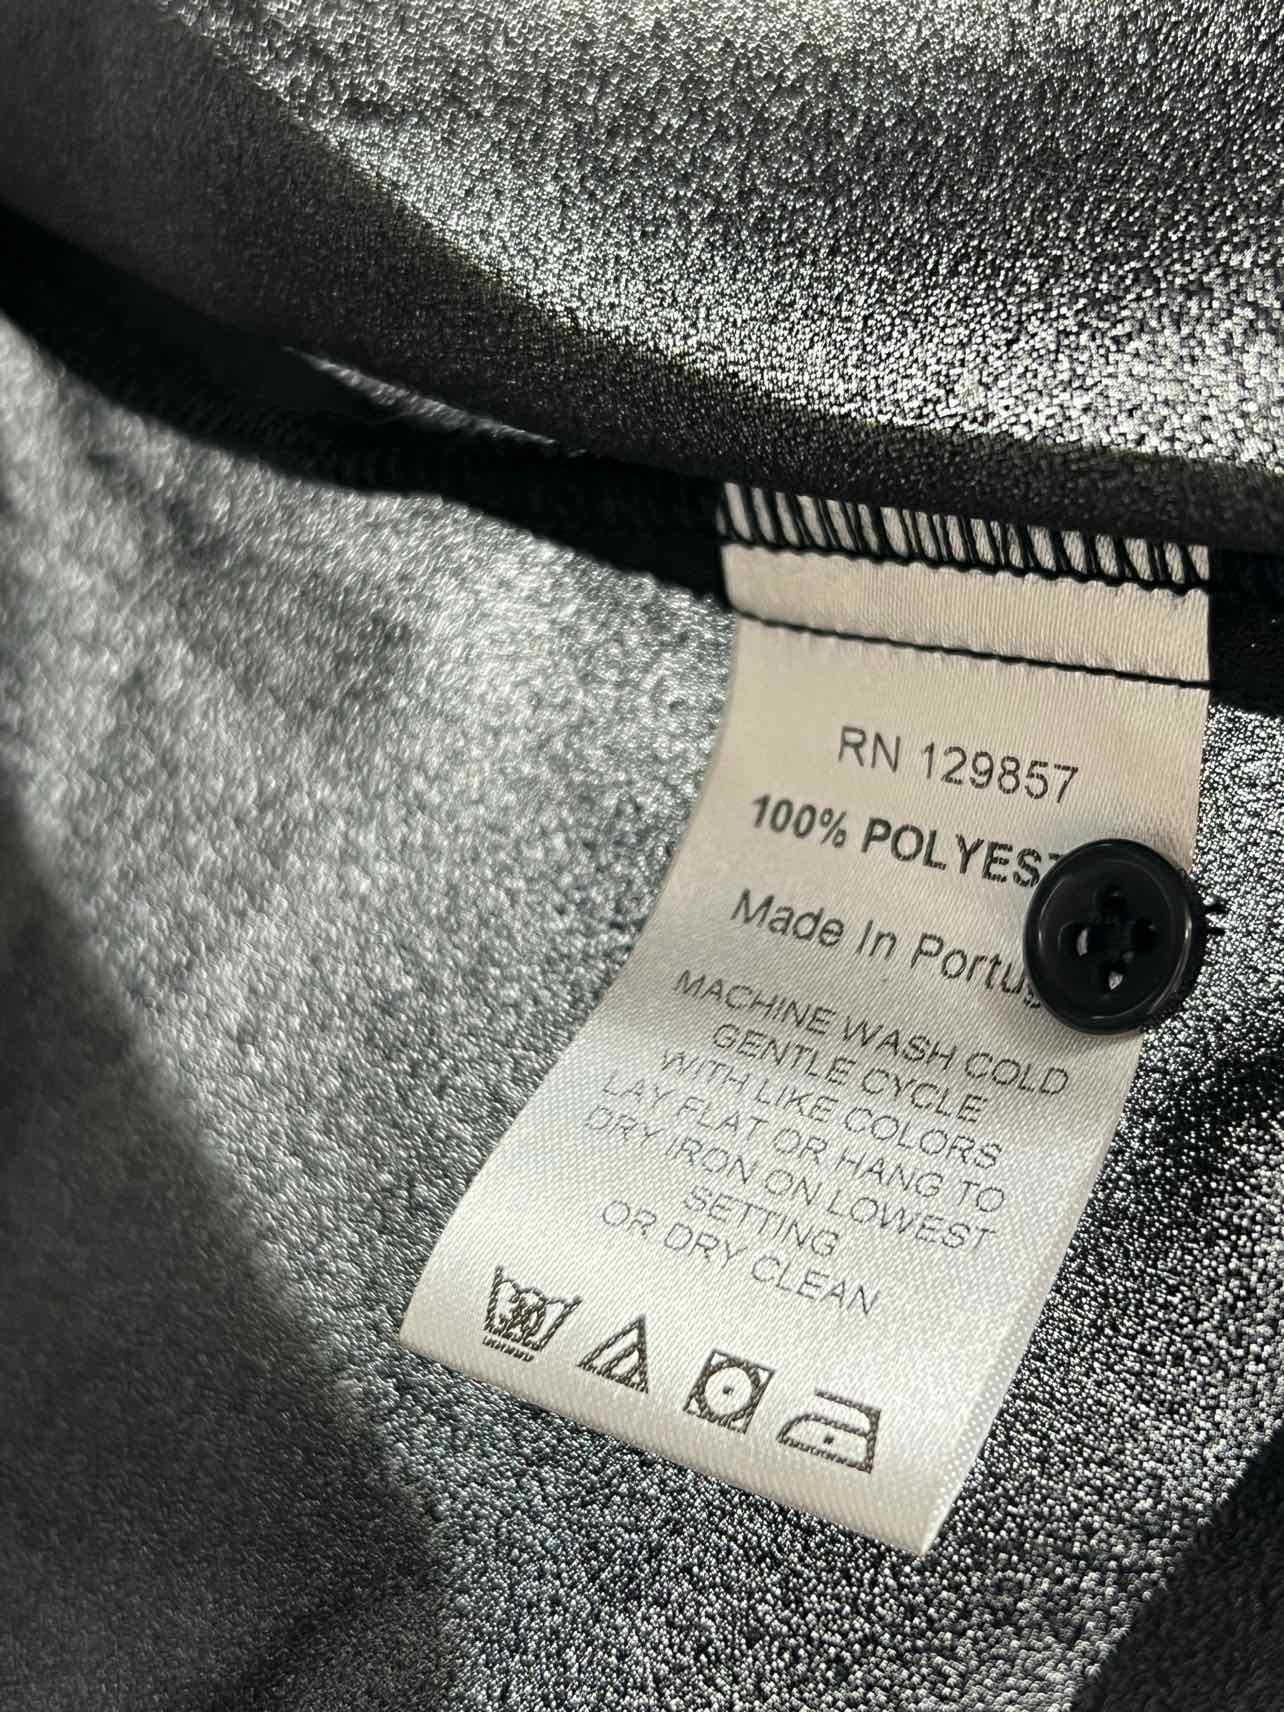 RN 129857
100% POLYES
Made In Portu
MACHINE WASH COLD
GENTLE CYCLE
WITH LIKE COLORS
LAY FLAT OR HANG TO
DRY IRON ON LOWEST
SETTING
OR DRY CLEAN
30